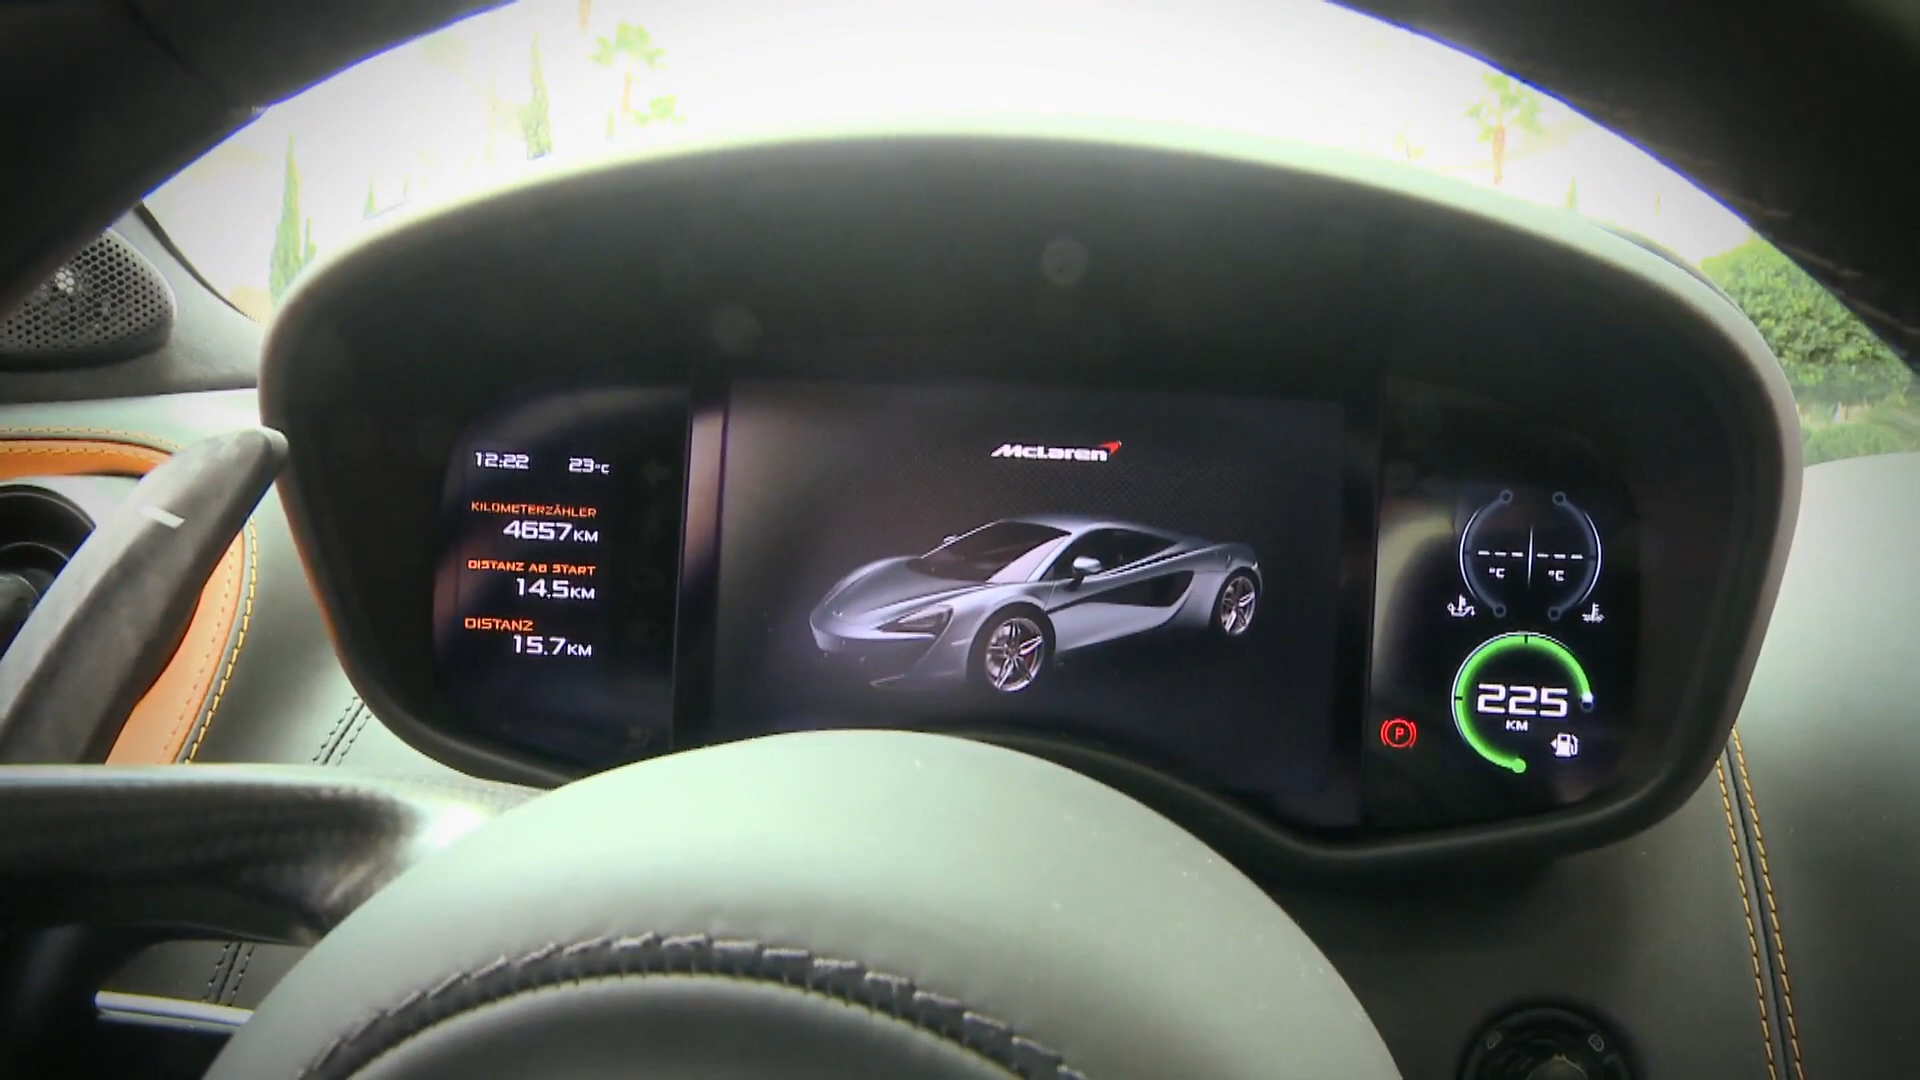 McLaren
12:22 23°C
KILOMETERZÄHLER
4657KM
DISTANZ AB START
14.5KM
DISTANZ
15.7KM
--- ---
°C °C
225
KM
P